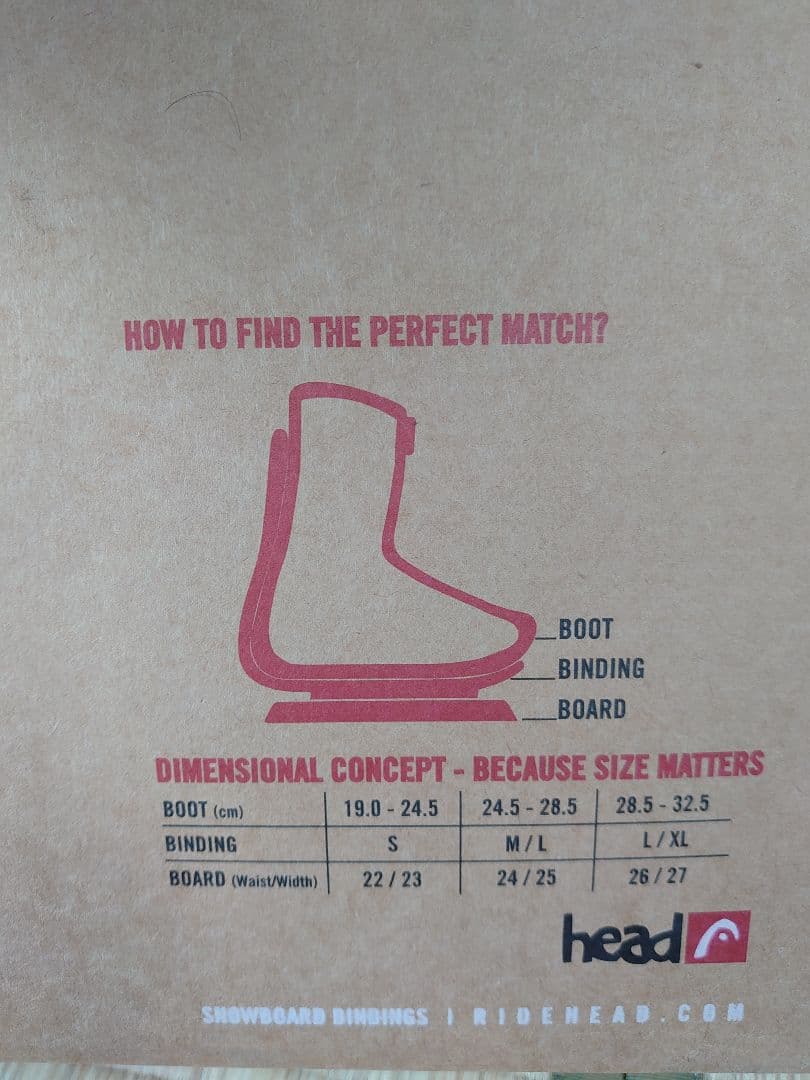 HOW TO FIND THE PERFECT MATCH?
BOOT
BINDING
BOARD
DIMENSIONAL CONCEPT - BECAUSE SIZE MATTERS
BOOT (cm) 19.0 - 24.5 24.5 - 28.5 28.5 - 32.5
BINDING S M / L L / XL
BOARD (Waist/Width) 22 / 23 24 / 25 26 / 27
head
SNOWBOARD BINDINGS | RIDEHEAD.COM